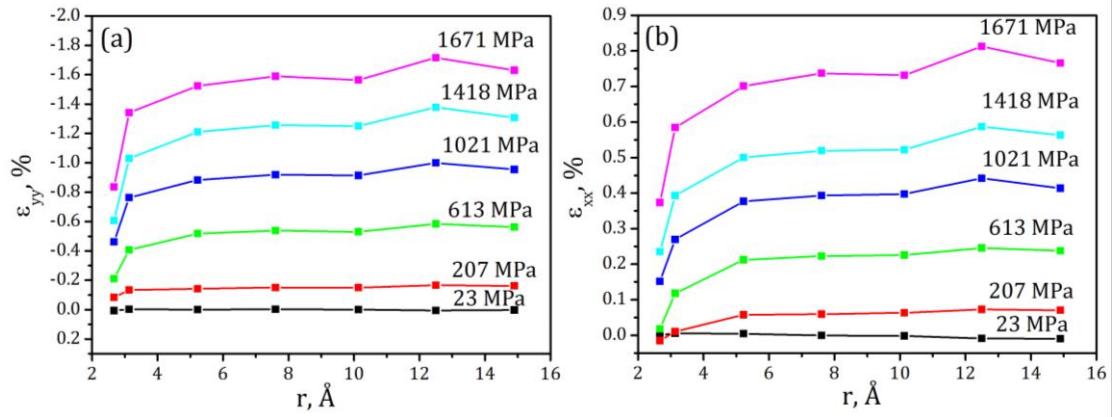 (a)
1671 MPa
1418 MPa
1021 MPa
613 MPa
207 MPa
23 MPa
-2.0
-1.8
-1.6
-1.4
-1.2
-1.0
-0.8
-0.6
-0.4
-0.2
0.0
0.2
εyy, %
2 4 6 8 10 12 14 16
r, Å
(b)
1671 MPa
1418 MPa
1021 MPa
613 MPa
207 MPa
23 MPa
0.9
0.8
0.7
0.6
0.5
0.4
0.3
0.2
0.1
0.0
εxx, %
2 4 6 8 10 12 14 16
r, Å